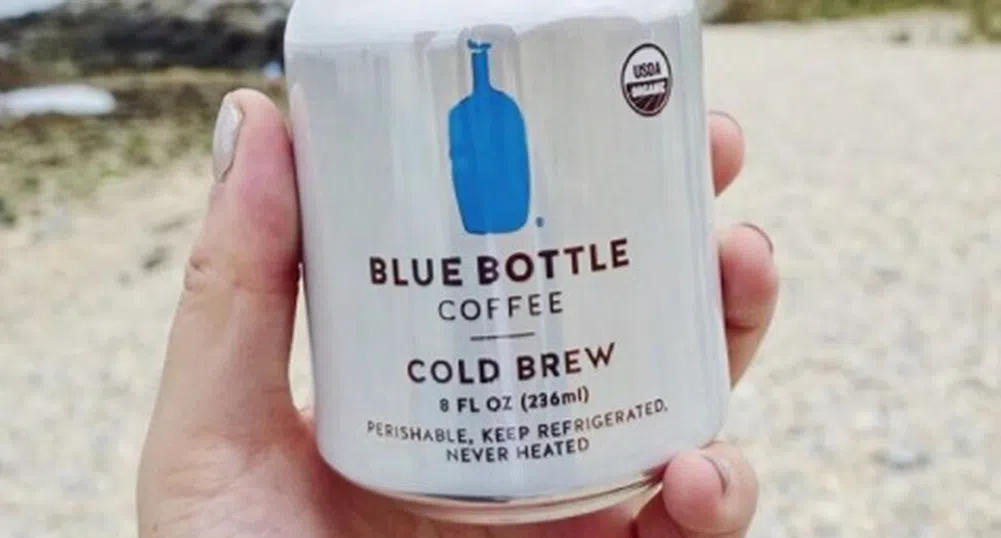 USDA
ORGANIC
®
BLUE BOTTLE
COFFEE
COLD BREW
8 FL OZ (236ml)
PERISHABLE, KEEP REFRIGERATED,
NEVER HEATED